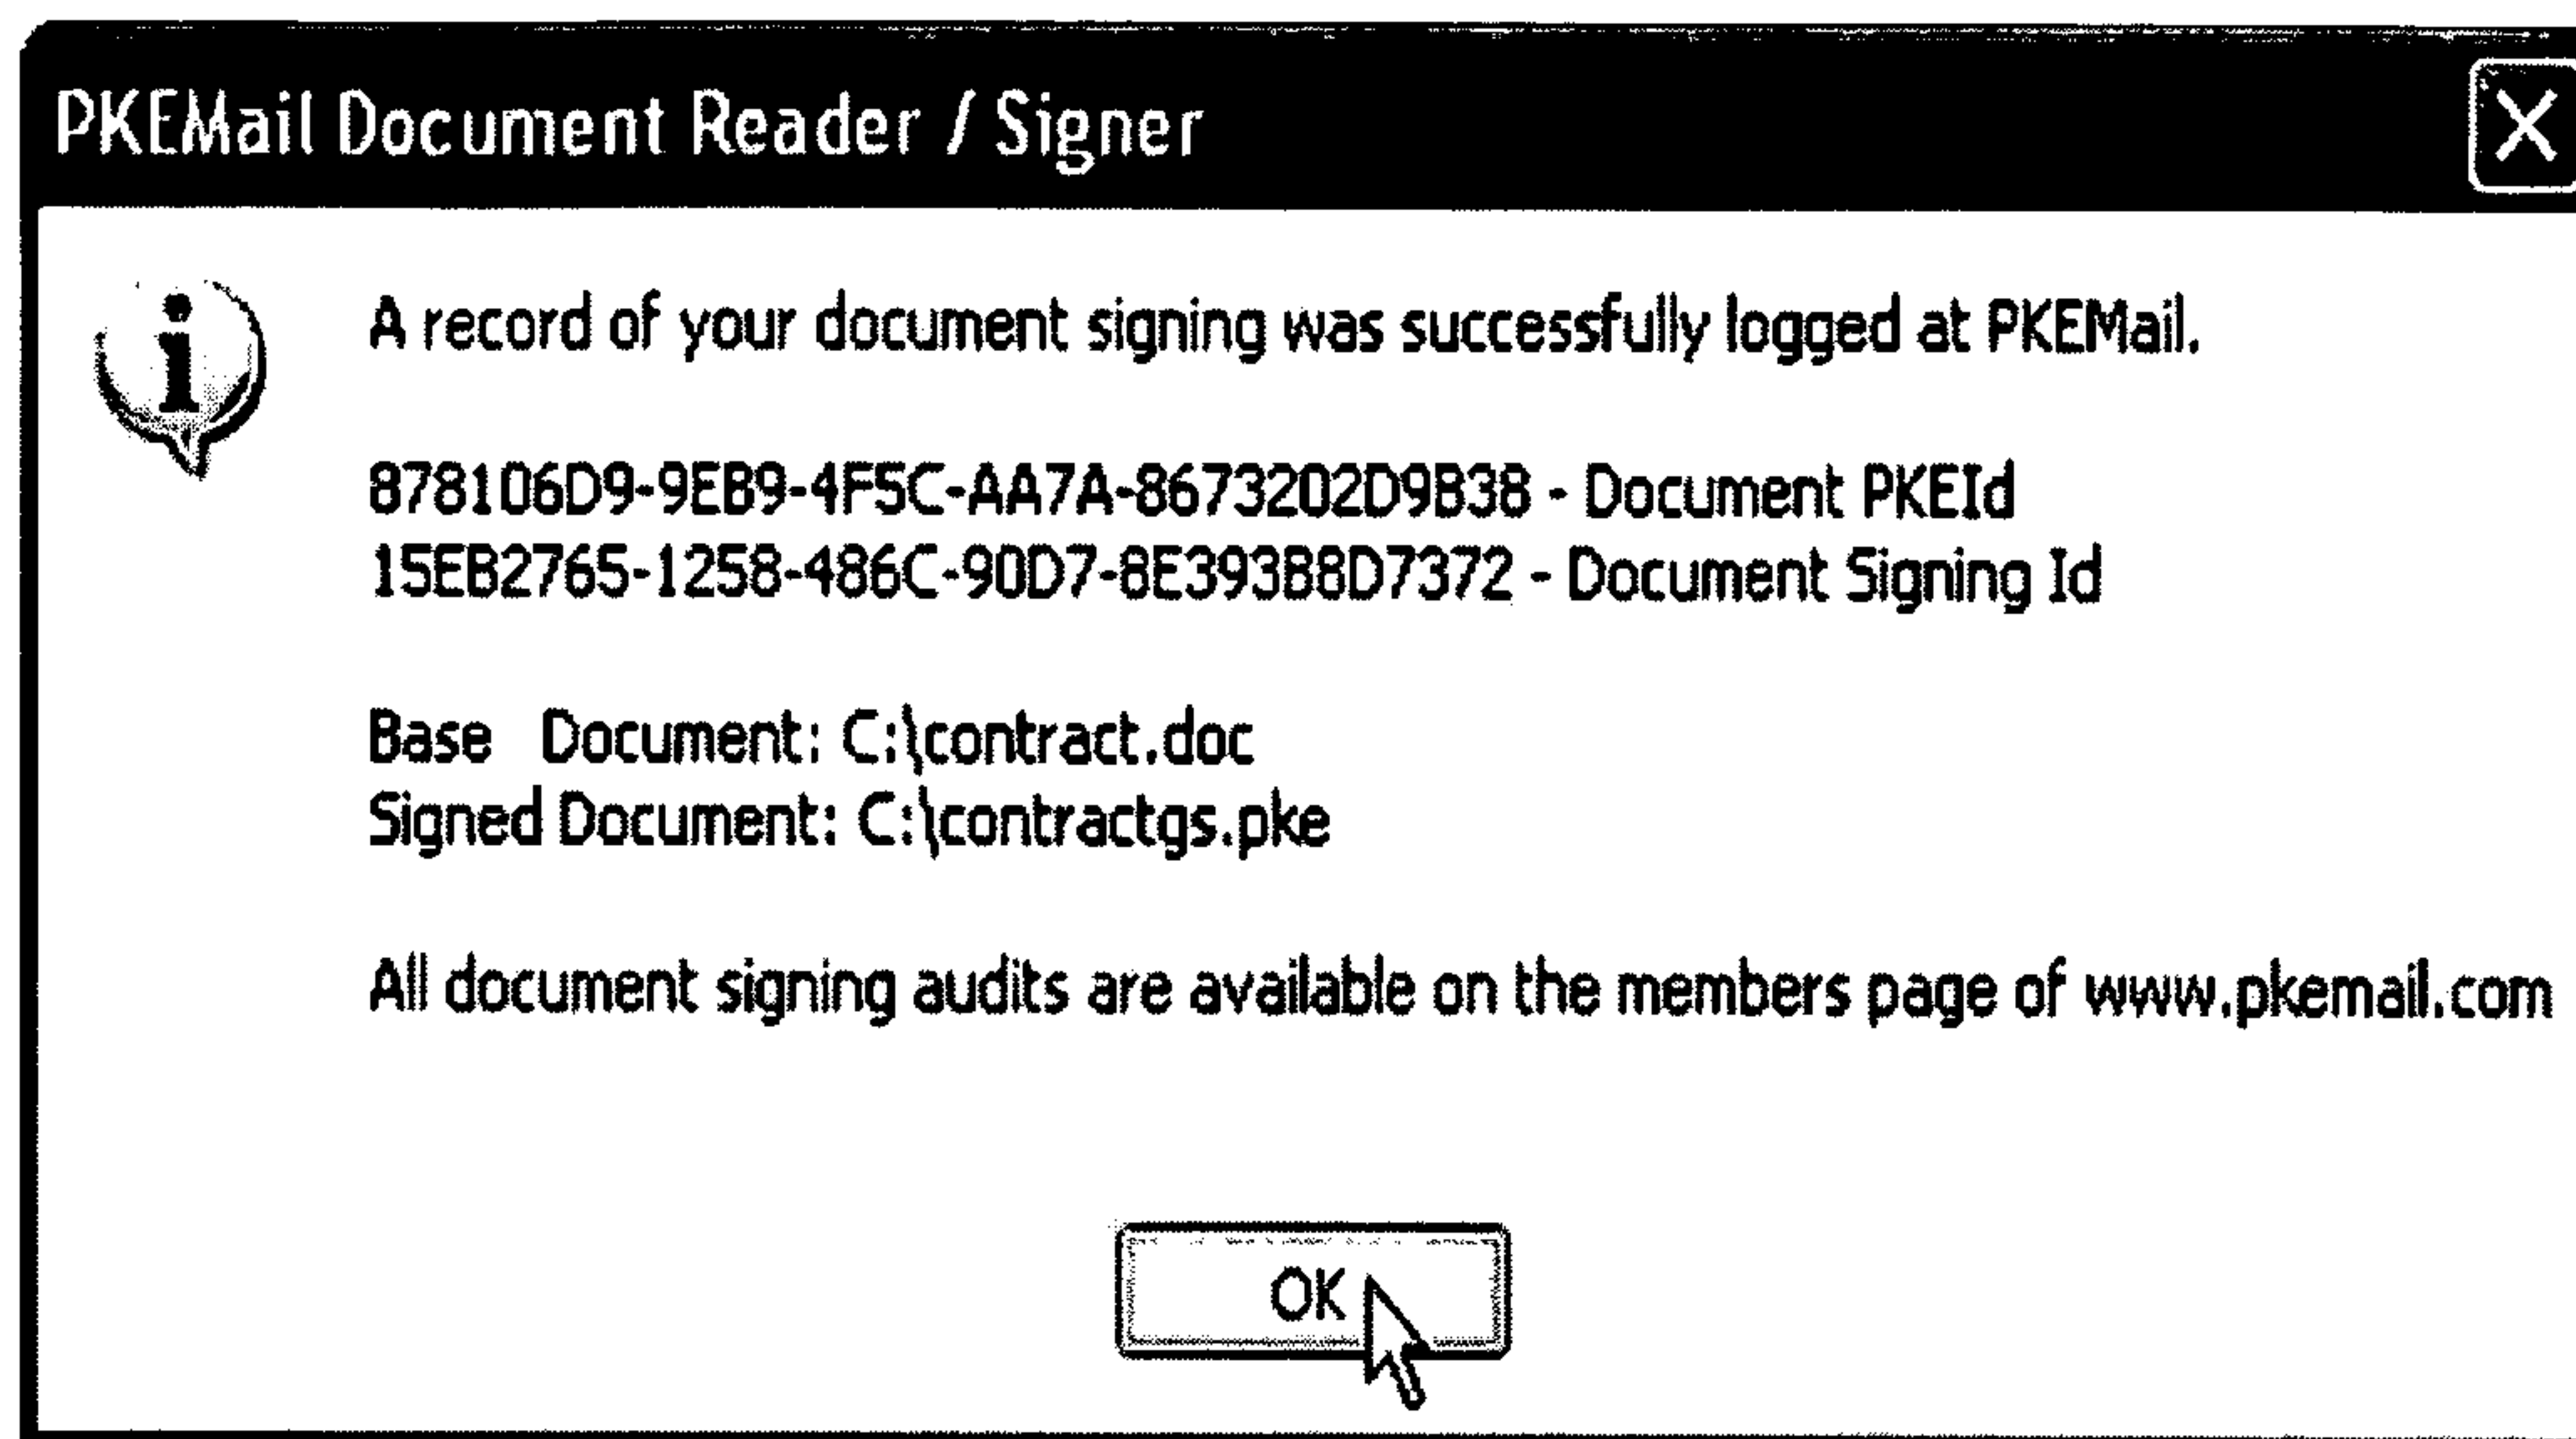 PKEMail Document Reader / Signer
A record of your document signing was successfully logged at PKEMail.
878106D9-9EB9-4F5C-AA7A-8673202D9B38 - Document PKEId
15EB2765-1258-486C-90D7-8E393B8D7372 - Document Signing Id
Base Document: C:\contract.doc
Signed Document: C:\contractgs.pke
All document signing audits are available on the members page of www.pkemail.com
OK